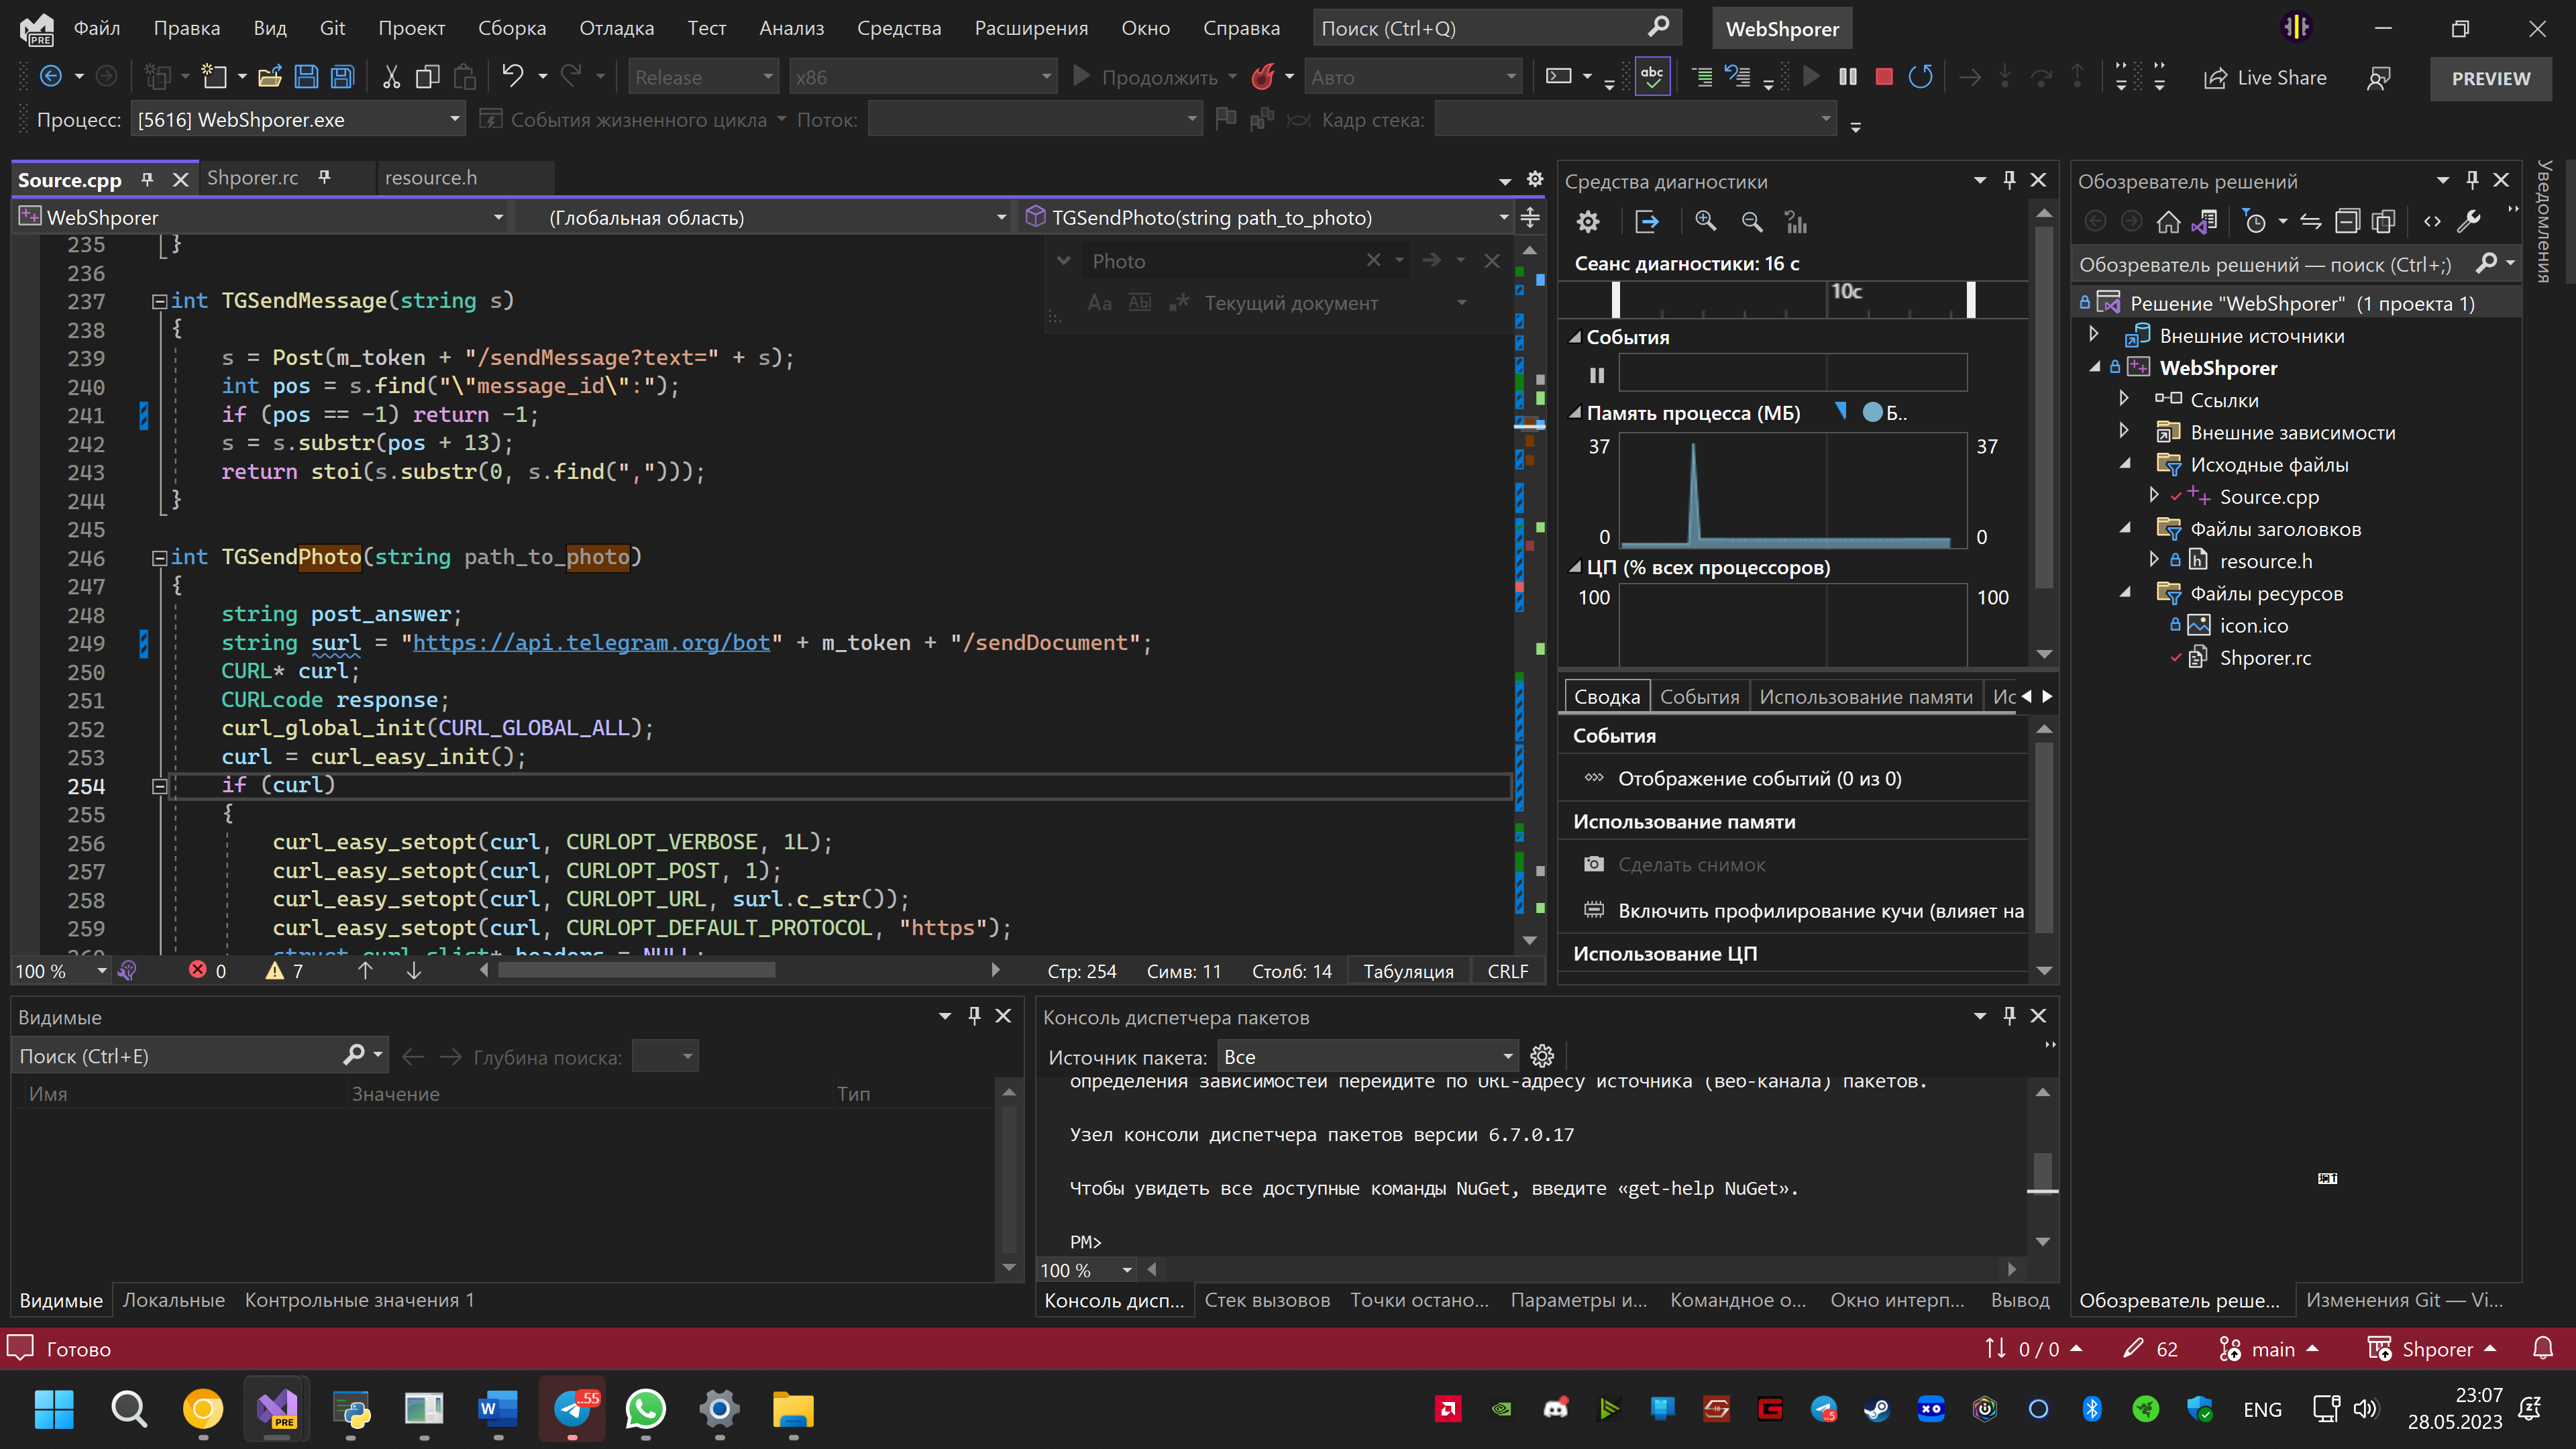 Файл Правка Вид Git Проект Сборка Отладка Тест Анализ Средства Расширения Окно Справка Поиск (Ctrl+Q) WebShporer
Release x86 Продолжить Авто abc Live Share PREVIEW
Процесс: [5616] WebShporer.exe События жизненного цикла Поток: Кадр стека:
Source.cpp Shporer.rc resource.h
WebShporer (Глобальная область) TGSendPhoto(string path_to_photo)
Photo
Aa Abl .* Текущий документ
235 }
236
237 int TGSendMessage(string s)
238 {
239 s = Post(m_token + "/sendMessage?text=" + s);
240 int pos = s.find("\"message_id\":");
241 if (pos == -1) return -1;
242 s = s.substr(pos + 13);
243 return stoi(s.substr(0, s.find(",")));
244 }
245
246 int TGSendPhoto(string path_to_photo)
247 {
248 string post_answer;
249 string surl = "https://api.telegram.org/bot" + m_token + "/sendDocument";
250 CURL* curl;
251 CURLcode response;
252 curl_global_init(CURL_GLOBAL_ALL);
253 curl = curl_easy_init();
254 if (curl)
255 {
256 curl_easy_setopt(curl, CURLOPT_VERBOSE, 1L);
257 curl_easy_setopt(curl, CURLOPT_POST, 1);
258 curl_easy_setopt(curl, CURLOPT_URL, surl.c_str());
259 curl_easy_setopt(curl, CURLOPT_DEFAULT_PROTOCOL, "https");
260 struct curl_slist* headers = NULL;
100 % 0 7 Стр: 254 Симв: 11 Столб: 14 Табуляция CRLF
Средства диагностики
Сеанс диагностики: 16 с
10с
События
Память процесса (МБ) Б..
37 37
0 0
ЦП (% всех процессоров)
100 100
Сводка События Использование памяти Ис
События
Отображение событий (0 из 0)
Использование памяти
Сделать снимок
Включить профилирование кучи (влияет на
Использование ЦП
Обозреватель решений
Обозреватель решений — поиск (Ctrl+;)
Решение "WebShporer" (1 проекта 1)
Внешние источники
WebShporer
Ссылки
Внешние зависимости
Исходные файлы
Source.cpp
Файлы заголовков
resource.h
Файлы ресурсов
icon.ico
Shporer.rc
Уведомления
Видимые
Поиск (Ctrl+E) Глубина поиска:
Имя Значение Тип
Видимые Локальные Контрольные значения 1
Консоль диспетчера пакетов
Источник пакета: Все
определения зависимостей перейдите по URL-адресу источника (веб-канала) пакетов.
Узел консоли диспетчера пакетов версии 6.7.0.17
Чтобы увидеть все доступные команды NuGet, введите «get-help NuGet».
PM>
100 %
Консоль дисп... Стек вызовов Точки остано... Параметры и... Командное о... Окно интерп... Вывод
Обозреватель реше... Изменения Git — Vi...
Готово 0 / 0 62 main Shporer
PRE ..55 ENG 23:07
28.05.2023